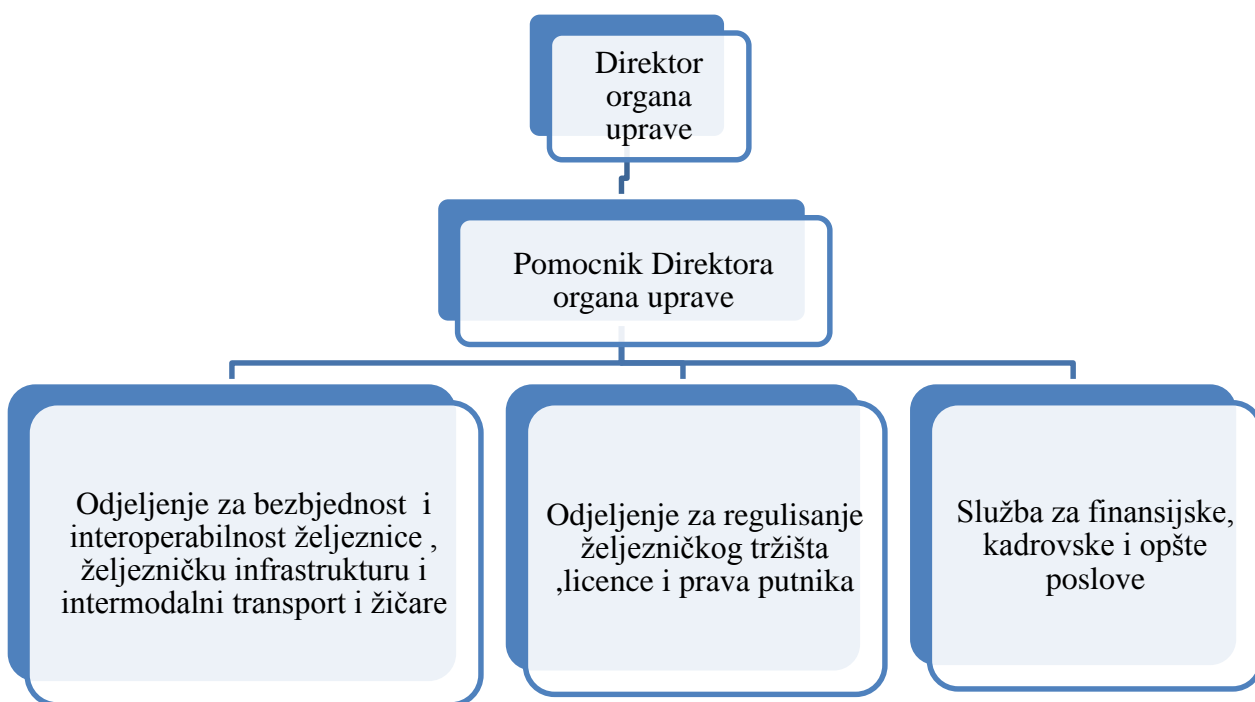 Direktor
organa
uprave
Pomocnik Direktora
organa uprave
Odjeljenje za bezbjednost  i
interoperabilnost željeznice ,
željezničku infrastrukturu i
intermodalni transport i žičare
Odjeljenje za regulisanje
željezničkog tržišta
,licence i prava putnika
Služba za finansijske,
kadrovske i opšte
poslove